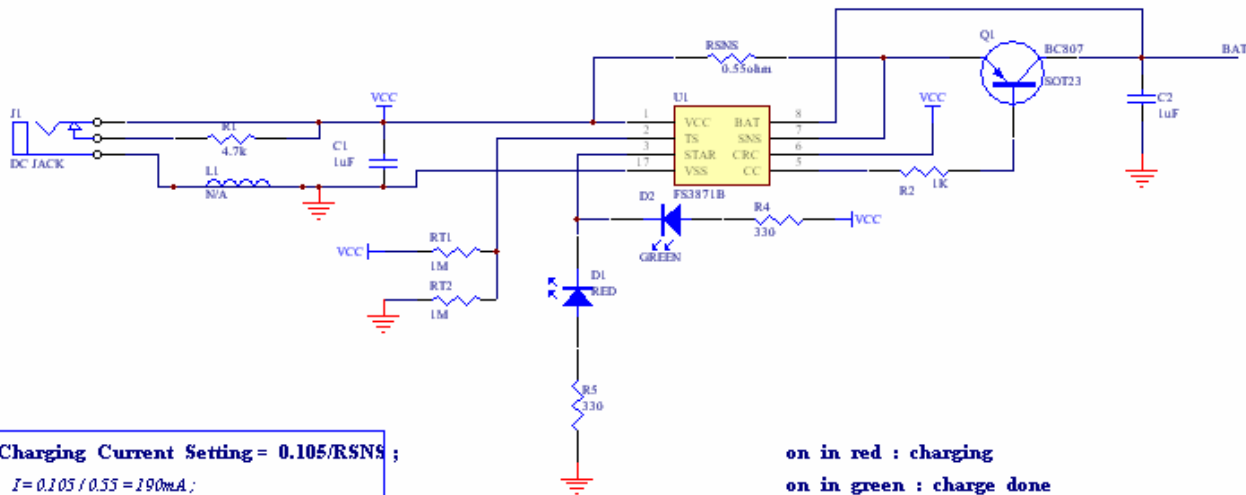 RSNS
0.55ohm
Q1
BC807
SOT23
BAT
C2
1uF
J1
DC JACK
R1
4.7k
L1
N/A
VCC
C1
1uF
U1
1 VCC BAT 8
2 TS SNS 7
3 STAR CRC 6
17 VSS CC 5
FS3871B
VCC
R2 1K
D2
GREEN
R4
330
VCC
VCC
RT1
1M
RT2
1M
D1
RED
R5
330
Charging Current Setting = 0.105/RSNS ;
I = 0.105 / 0.55 = 190mA ;
on in red : charging
on in green : charge done